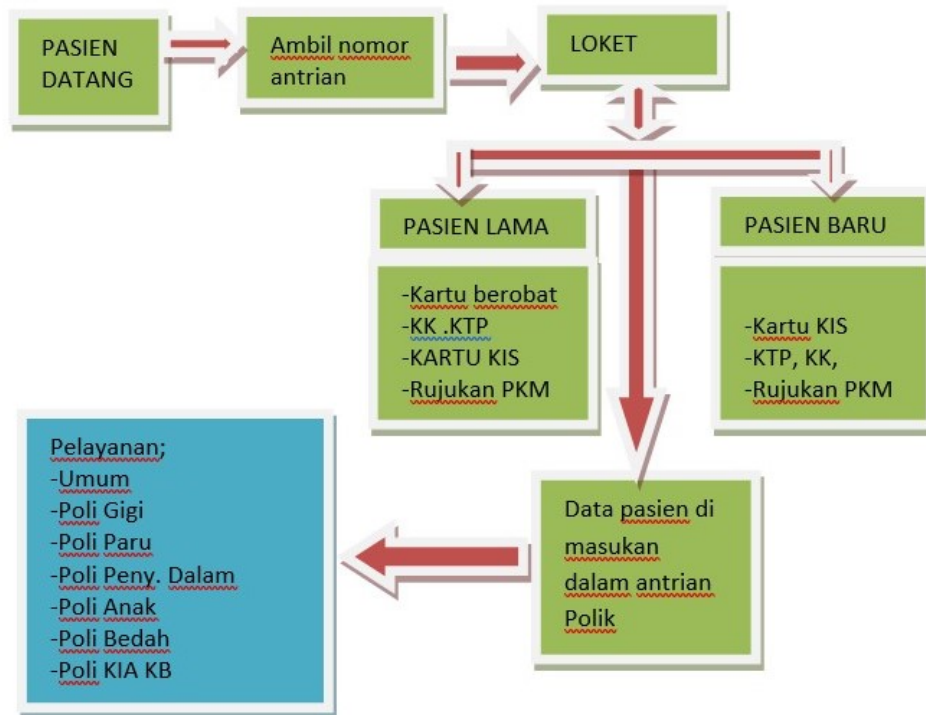 PASIEN
DATANG
Ambil nomor
antrian
LOKET
PASIEN LAMA
-Kartu berobat
-KK .KTP
-KARTU KIS
-Rujukan PKM
PASIEN BARU
-Kartu KIS
-KTP, KK,
-Rujukan PKM
Data pasien di
masukan
dalam antrian
Polik
Pelayanan;
-Umum
-Poli Gigi
-Poli Paru
-Poli Peny. Dalam
-Poli Anak
-Poli Bedah
-Poli KIA KB